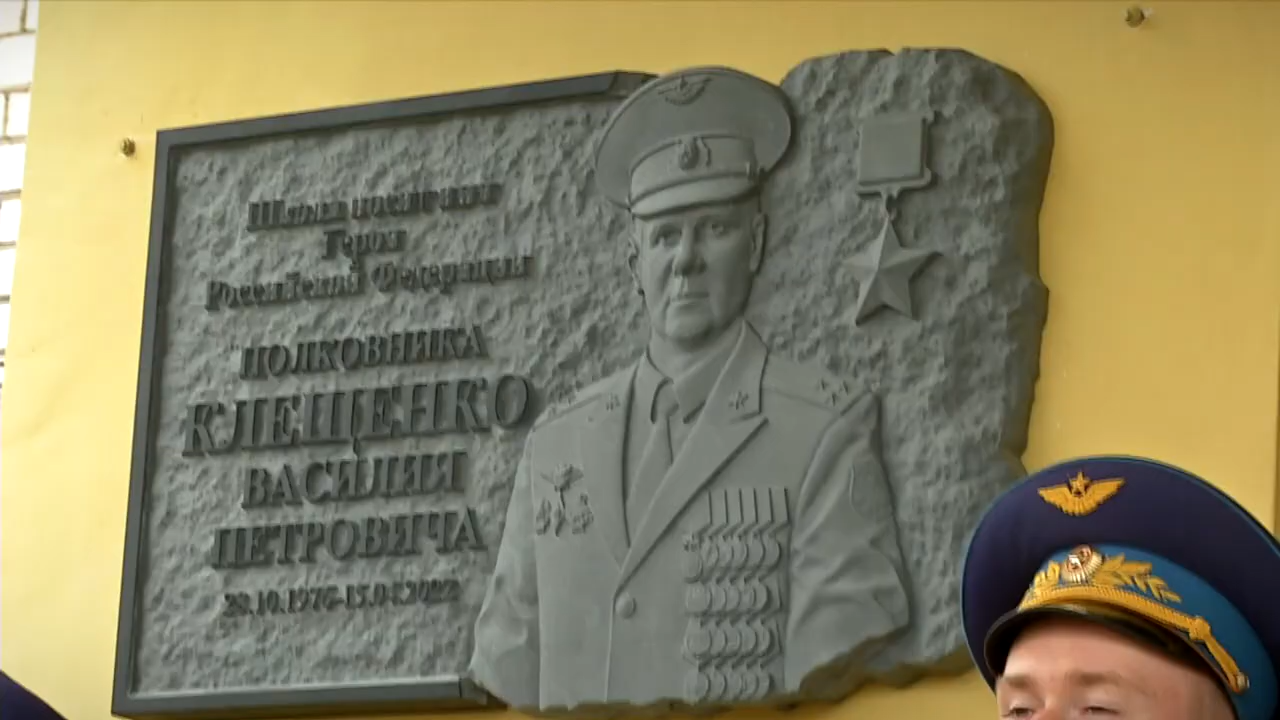 Школа носит имя
Героя
Российской Федерации
ПОЛКОВНИКА
КЛЕЩЕНКО
ВАСИЛИЯ
ПЕТРОВИЧА